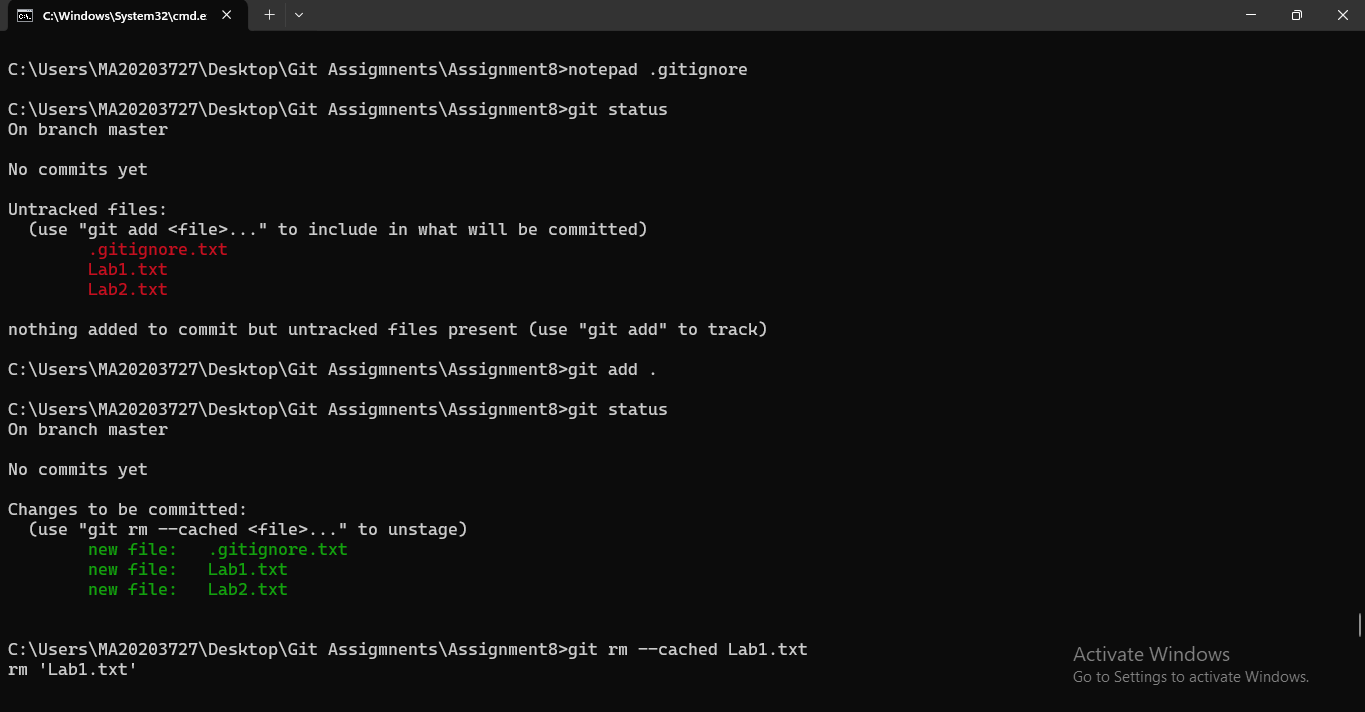 C:\Windows\System32\cmd.e
C:\Users\MA20203727\Desktop\Git Assigmnents\Assignment8>notepad .gitignore
C:\Users\MA20203727\Desktop\Git Assigmnents\Assignment8>git status
On branch master
No commits yet
Untracked files:
  (use "git add <file>..." to include in what will be committed)
        .gitignore.txt
        Lab1.txt
        Lab2.txt
nothing added to commit but untracked files present (use "git add" to track)
C:\Users\MA20203727\Desktop\Git Assigmnents\Assignment8>git add .
C:\Users\MA20203727\Desktop\Git Assigmnents\Assignment8>git status
On branch master
No commits yet
Changes to be committed:
  (use "git rm --cached <file>..." to unstage)
        new file:   .gitignore.txt
        new file:   Lab1.txt
        new file:   Lab2.txt
C:\Users\MA20203727\Desktop\Git Assigmnents\Assignment8>git rm --cached Lab1.txt
rm 'Lab1.txt'
Activate Windows
Go to Settings to activate Windows.